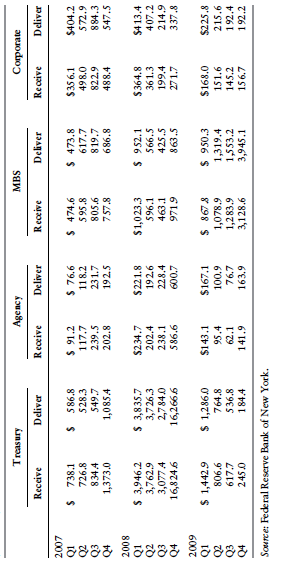 Treasury Agency MBS Corporate
Receive Deliver Receive Deliver Receive Deliver Receive Deliver
2007
Q1 $ 738.1 $ 586.8 $ 91.2 $ 76.6 $ 474.6 $ 473.8 $356.1 $404.2
Q2 726.8 528.3 117.7 118.2 595.8 617.7 498.0 572.9
Q3 834.4 549.7 239.5 231.7 805.6 819.7 822.9 884.3
Q4 1,373.0 1,085.4 202.8 192.5 757.8 686.8 488.4 547.5
2008
Q1 $ 3,946.2 $ 3,835.7 $234.7 $221.8 $1,023.3 $ 952.1 $364.8 $413.4
Q2 3,762.9 3,726.3 202.4 192.6 596.1 566.5 361.3 407.2
Q3 3,077.4 2,784.0 238.1 228.4 463.1 425.5 199.4 214.9
Q4 16,824.6 16,266.6 586.6 600.7 971.9 863.5 271.7 337.8
2009
Q1 $ 1,442.9 $ 1,286.0 $143.1 $167.1 $ 867.8 $ 950.3 $168.0 $225.8
Q2 806.6 764.8 95.4 100.9 1,078.9 1,319.4 151.6 215.6
Q3 617.7 536.8 62.1 76.7 1,283.9 1,553.2 145.2 192.4
Q4 245.0 184.4 141.9 163.9 3,128.6 3,945.1 156.7 192.2
Source: Federal Reserve Bank of New York.